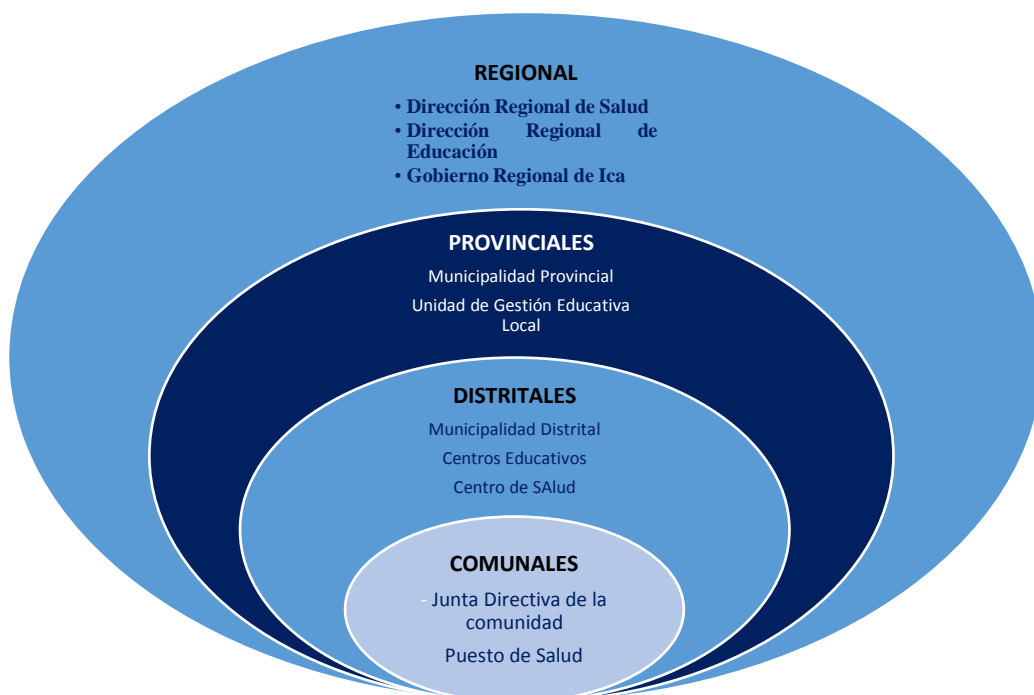 REGIONAL
• Dirección Regional de Salud
• Dirección Regional de
Educación
• Gobierno Regional de Ica
PROVINCIALES
Municipalidad Provincial
Unidad de Gestión Educativa
Local
DISTRITALES
Municipalidad Distrital
Centros Educativos
Centro de SAlud
COMUNALES
- Junta Directiva de la
comunidad
Puesto de Salud